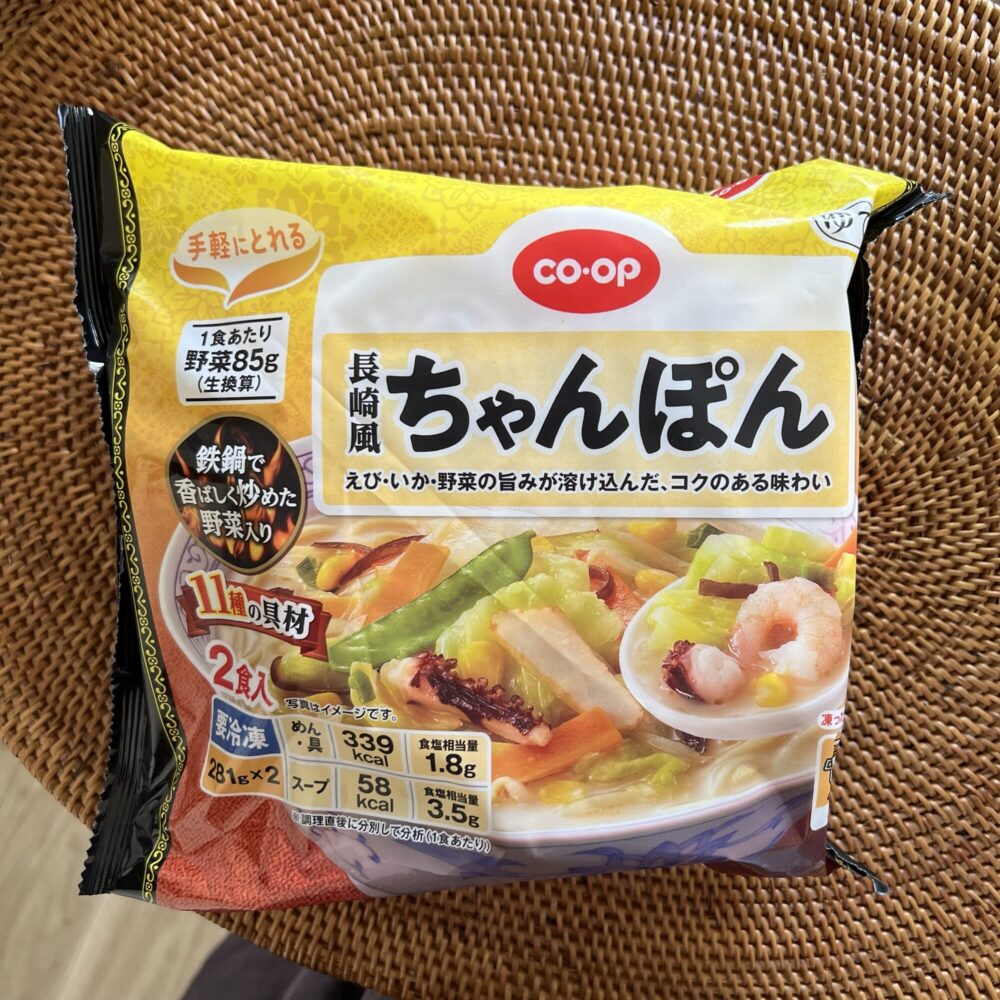 手軽にとれる
CO・OP
1食あたり
野菜85g
(生換算)
長崎風
ちゃんぽん
えび・いか・野菜の旨みが溶け込んだ、コクのある味わい
鉄鍋で
香ばしく炒めた
野菜入り
11種の具材
2食入
写真はイメージです。
要冷凍
281g×2
めん・具 339kcal 食塩相当量1.8g
スープ 58kcal 食塩相当量3.5g
※調理直後に分別して分析(1食あたり)